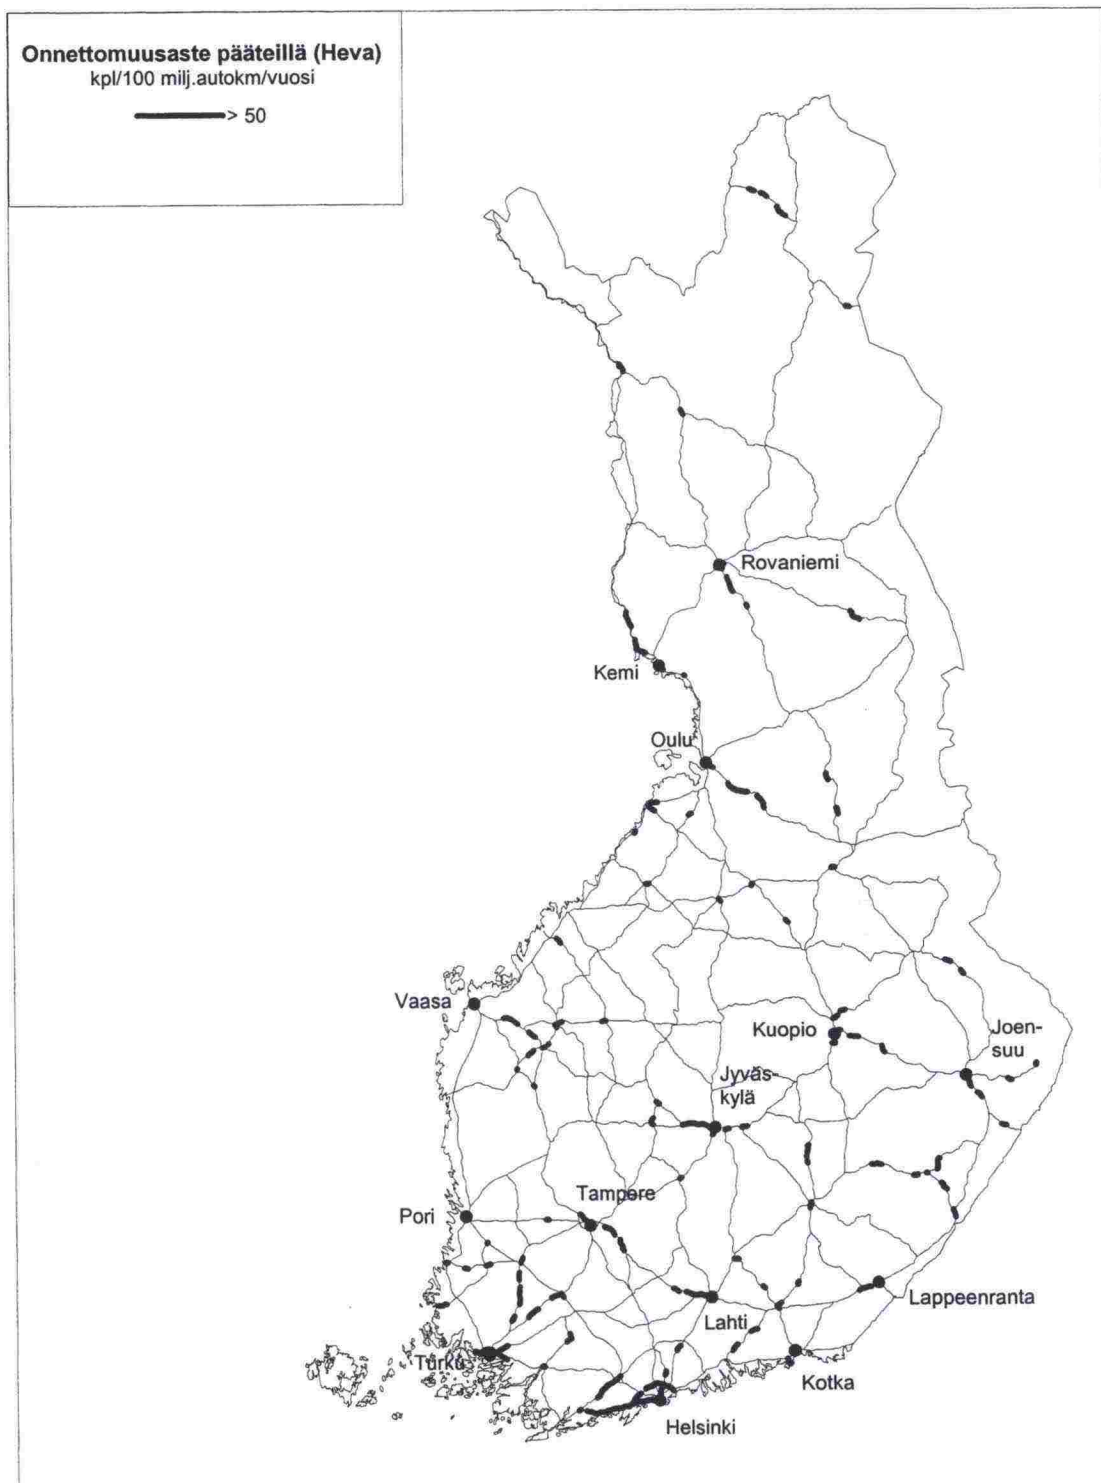 Onnettomuusaste pääteillä (Heva)
kpl/100 milj.autokm/vuosi
> 50
Rovaniemi
Kemi
Oulu
Vaasa
Kuopio
Joen-
suu
Jyväs-
kylä
Tampere
Pori
Lappeenranta
Lahti
Turku
Kotka
Helsinki